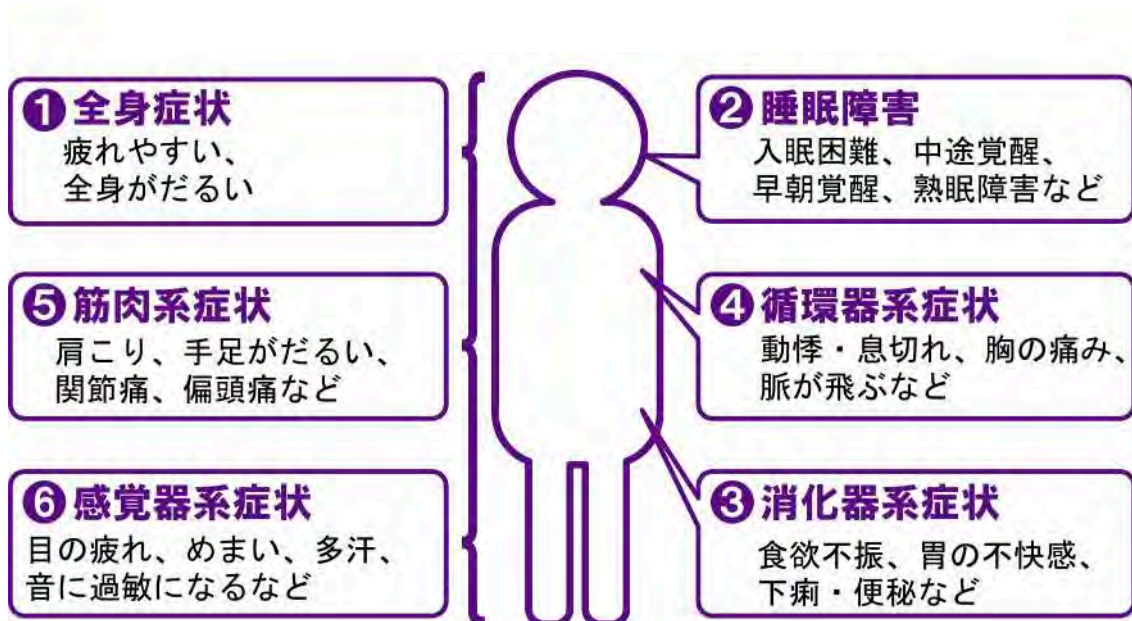 ❶全身症状
疲れやすい、
全身がだるい
❷睡眠障害
入眠困難、中途覚醒、
早朝覚醒、熟眠障害など
❺筋肉系症状
肩こり、手足がだるい、
関節痛、偏頭痛など
❹循環器系症状
動悸・息切れ、胸の痛み、
脈が飛ぶなど
❻感覚器系症状
目の疲れ、めまい、多汗、
音に過敏になるなど
❸消化器系症状
食欲不振、胃の不快感、
下痢・便秘など